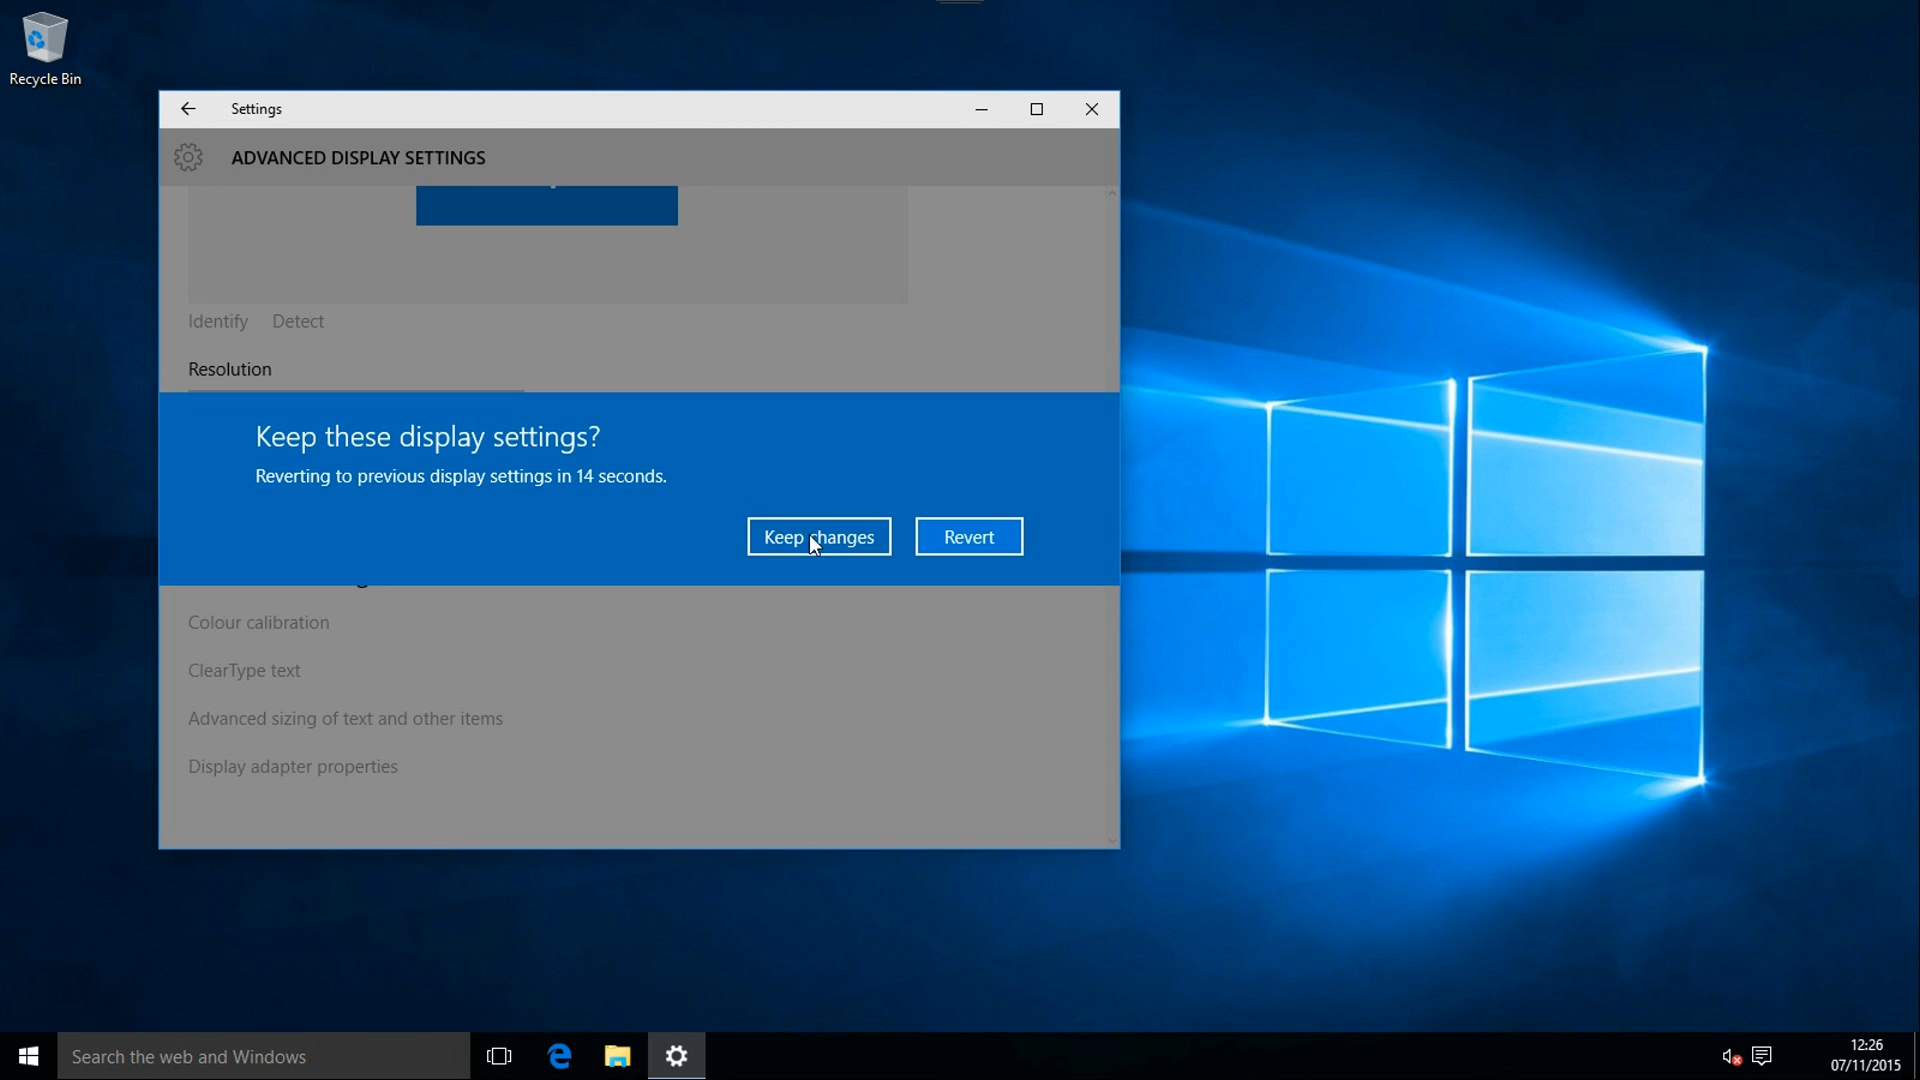 Recycle Bin
Settings
ADVANCED DISPLAY SETTINGS
Identify Detect
Resolution
Keep these display settings?
Reverting to previous display settings in 14 seconds.
Keep changes Revert
Colour calibration
ClearType text
Advanced sizing of text and other items
Display adapter properties
Search the web and Windows
12:26
07/11/2015